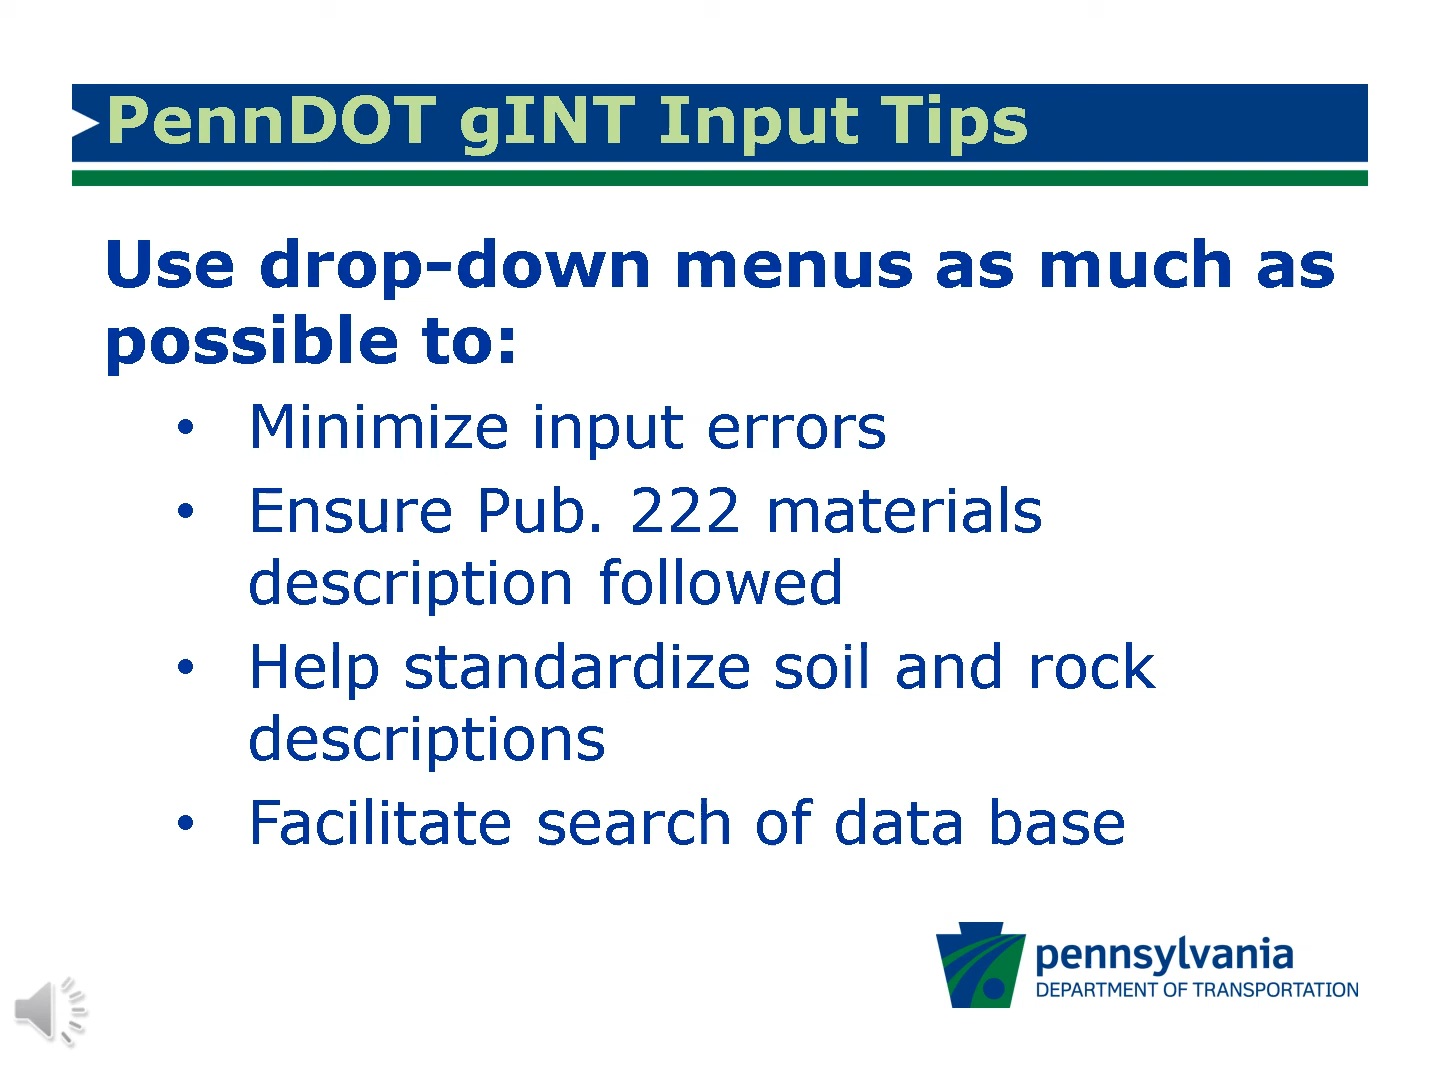 PennDOT gINT Input Tips
Use drop-down menus as much as
possible to:
• Minimize input errors
• Ensure Pub. 222 materials
description followed
• Help standardize soil and rock
descriptions
• Facilitate search of data base
pennsylvania
DEPARTMENT OF TRANSPORTATION